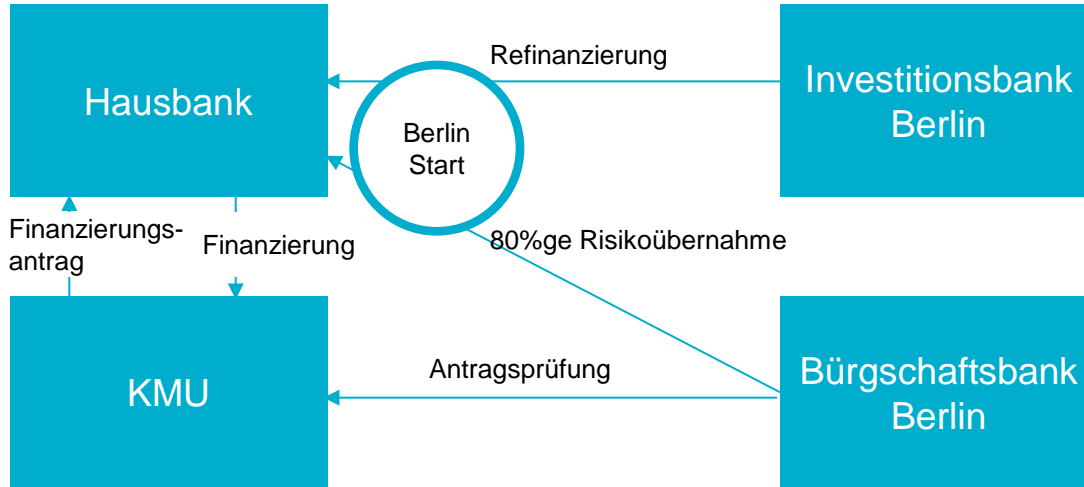 Refinanzierung
Hausbank
Investitionsbank
Berlin
Berlin
Start
Finanzierungs-
antrag
Finanzierung
80%ge Risikoübernahme
KMU
Antragsprüfung
Bürgschaftsbank
Berlin